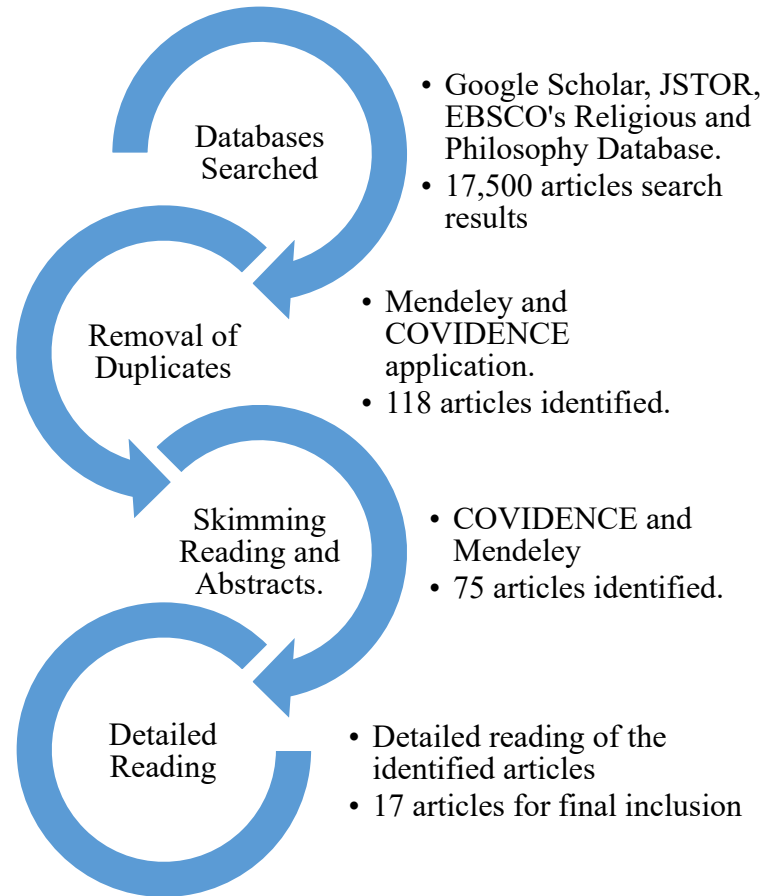 Databases
Searched
• Google Scholar, JSTOR,
EBSCO's Religious and
Philosophy Database.
• 17,500 articles search
results
Removal of
Duplicates
• Mendeley and
COVIDENCE
application.
• 118 articles identified.
Skimming
Reading and
Abstracts.
• COVIDENCE and
Mendeley
• 75 articles identified.
Detailed
Reading
• Detailed reading of the
identified articles
• 17 articles for final inclusion